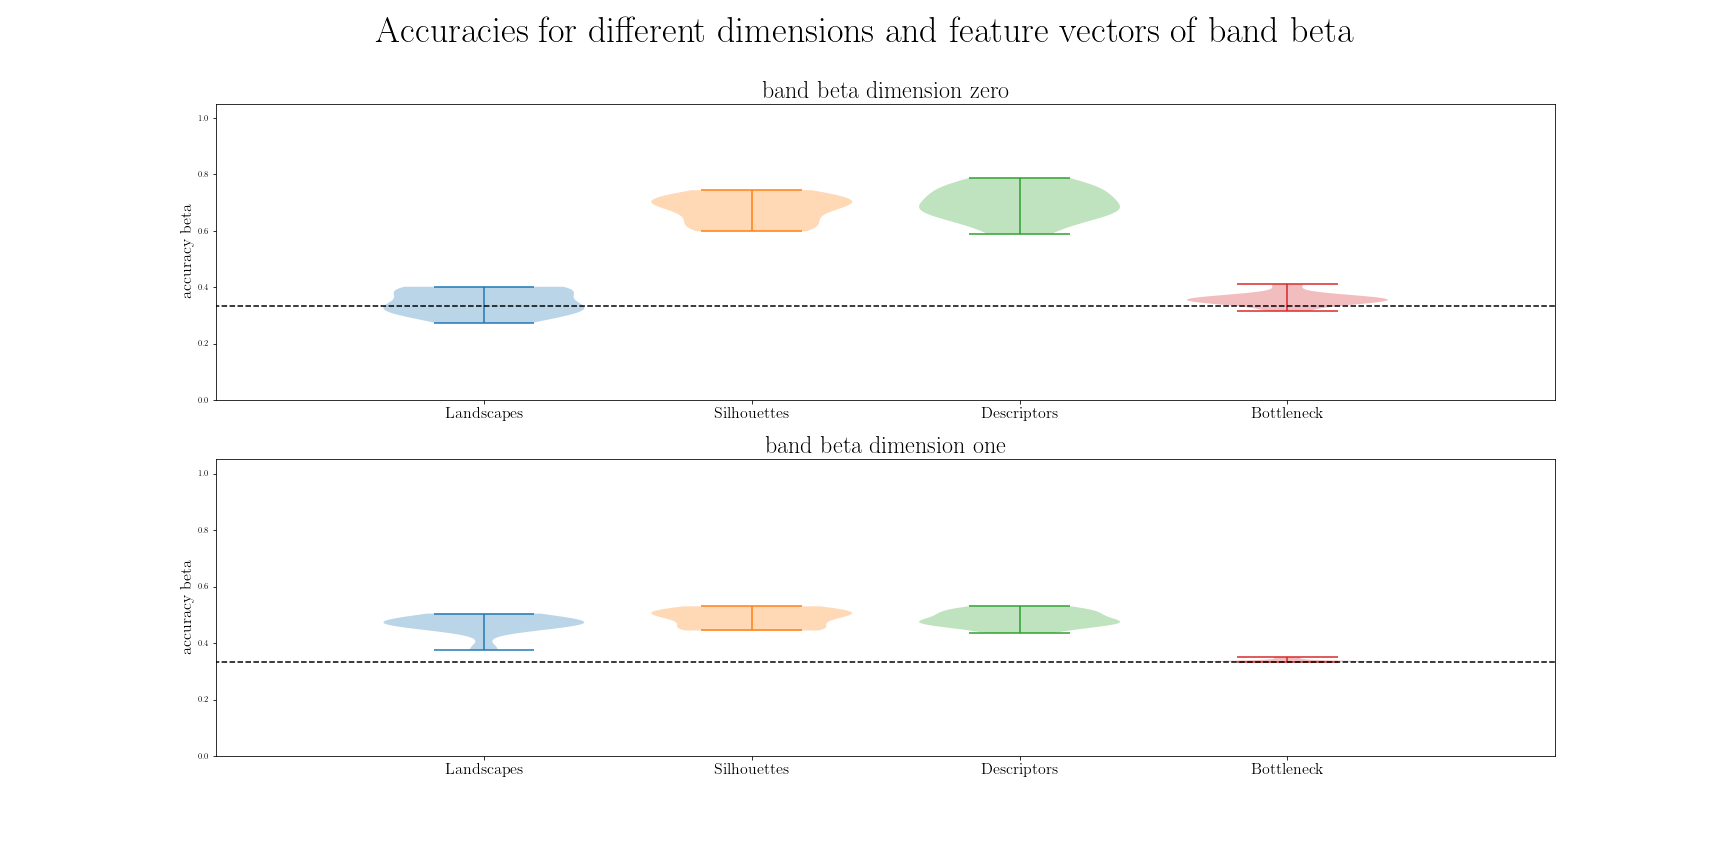 Accuracies for different dimensions and feature vectors of band beta
band beta dimension zero
1.0
0.8
0.6
0.4
0.2
0.0
accuracy beta
Landscapes Silhouettes Descriptors Bottleneck
band beta dimension one
1.0
0.8
0.6
0.4
0.2
0.0
accuracy beta
Landscapes Silhouettes Descriptors Bottleneck